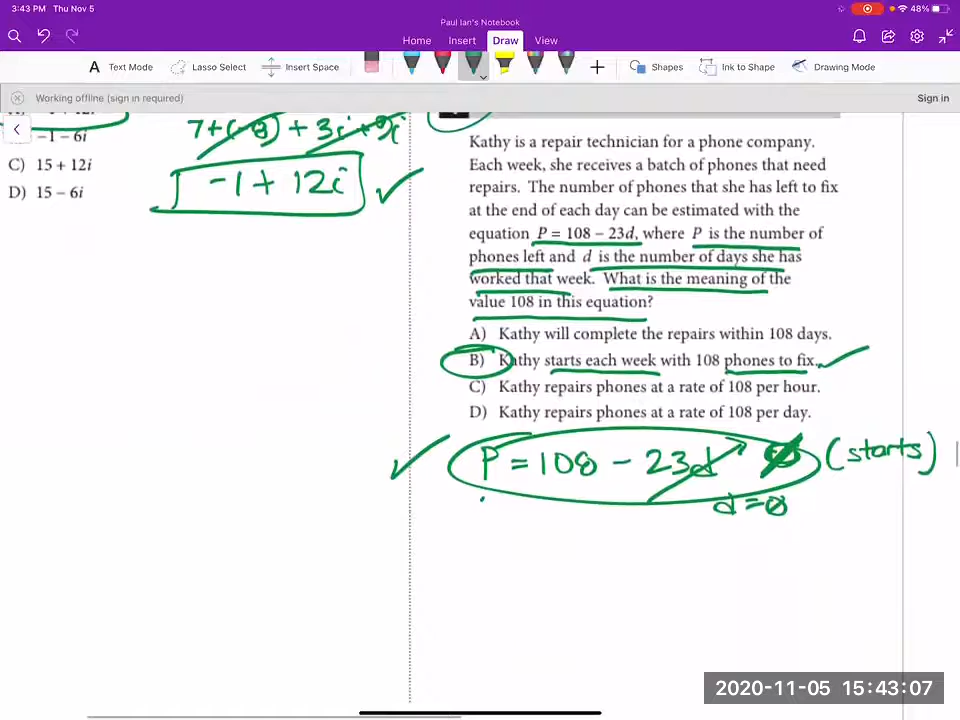 3:43 PM Thu Nov 5
48%
Paul Ian's Notebook
Home Insert Draw View
A Text Mode Lasso Select Insert Space Shapes Ink to Shape Drawing Mode
Working offline (sign in required) Sign in
−1 − 6i
C) 15 + 12i
D) 15 − 6i
7+(-8) + 3i + 9i
-1 + 12i
Kathy is a repair technician for a phone company.
Each week, she receives a batch of phones that need
repairs. The number of phones that she has left to fix
at the end of each day can be estimated with the
equation P = 108 − 23d, where P is the number of
phones left and d is the number of days she has
worked that week. What is the meaning of the
value 108 in this equation?
A) Kathy will complete the repairs within 108 days.
B) Kathy starts each week with 108 phones to fix.
C) Kathy repairs phones at a rate of 108 per hour.
D) Kathy repairs phones at a rate of 108 per day.
P = 108 - 23d (starts)
d = 0
2020-11-05 15:43:07